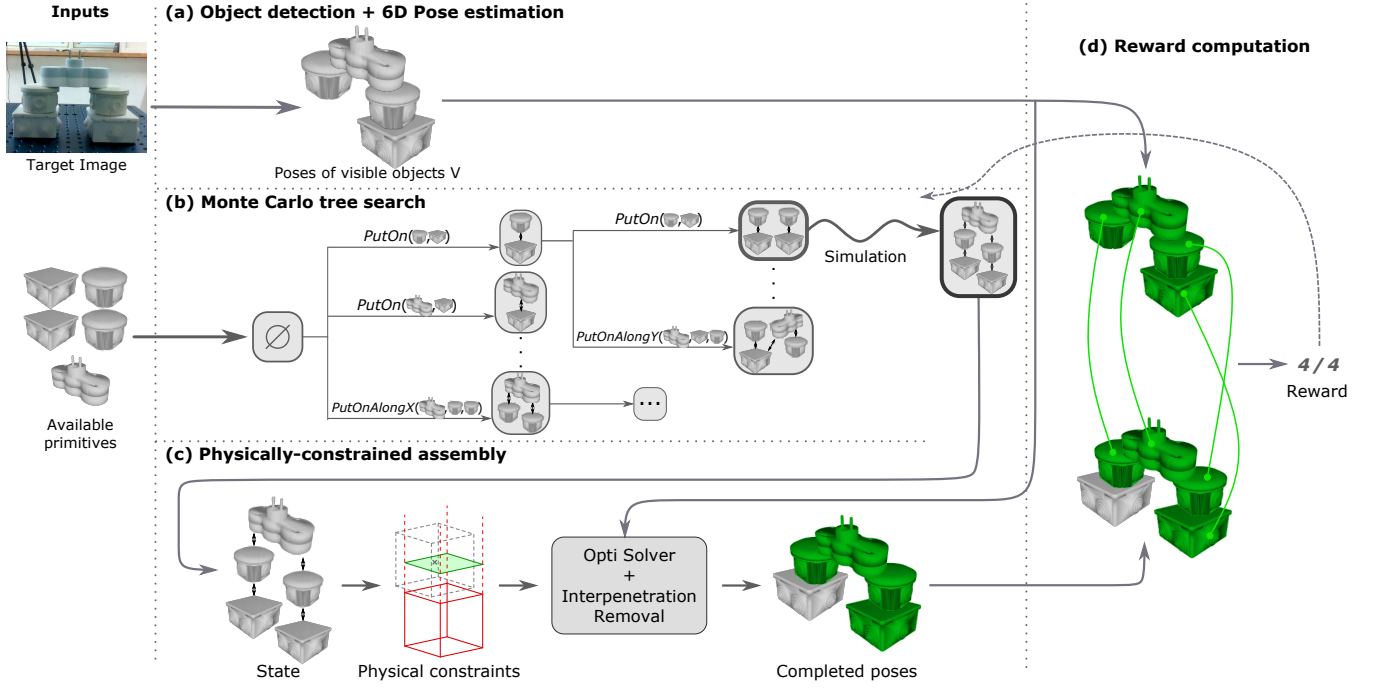 Inputs
(a) Object detection + 6D Pose estimation
(d) Reward computation
Target Image
Poses of visible objects V
(b) Monte Carlo tree search
PutOn( , )
PutOn( , )
Simulation
PutOn( , )
∅
PutOnAlongY( , , )
4 / 4
Reward
PutOnAlongX( , , )
...
Available
primitives
(c) Physically-constrained assembly
Opti Solver
+
Interpenetration
Removal
State
Physical constraints
Completed poses